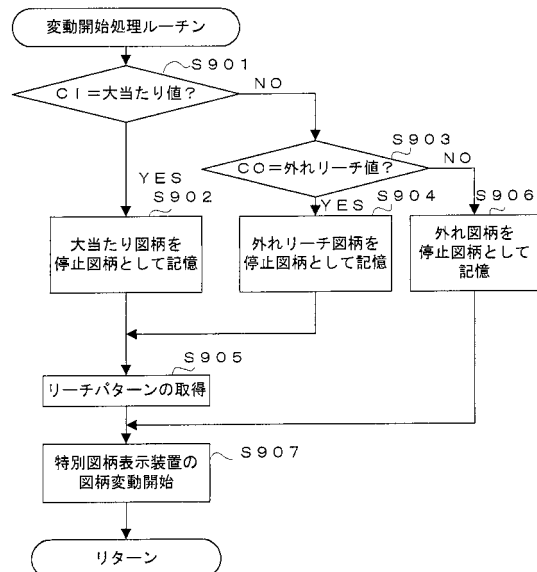 変動開始処理ルーチン
S901
CI=大当たり値?
NO
S903
CO=外れリーチ値?
NO
YES
S902
YES
S904
S906
大当たり図柄を
停止図柄として記憶
外れリーチ図柄を
停止図柄として記憶
外れ図柄を
停止図柄として
記憶
S905
リーチパターンの取得
特別図柄表示装置の
図柄変動開始
S907
リターン